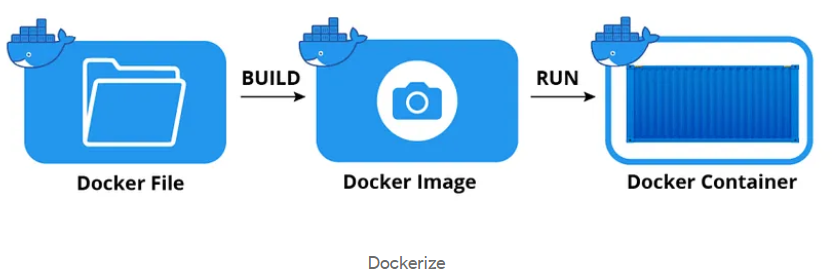 BUILD
RUN
Docker File
Docker Image
Docker Container
Dockerize